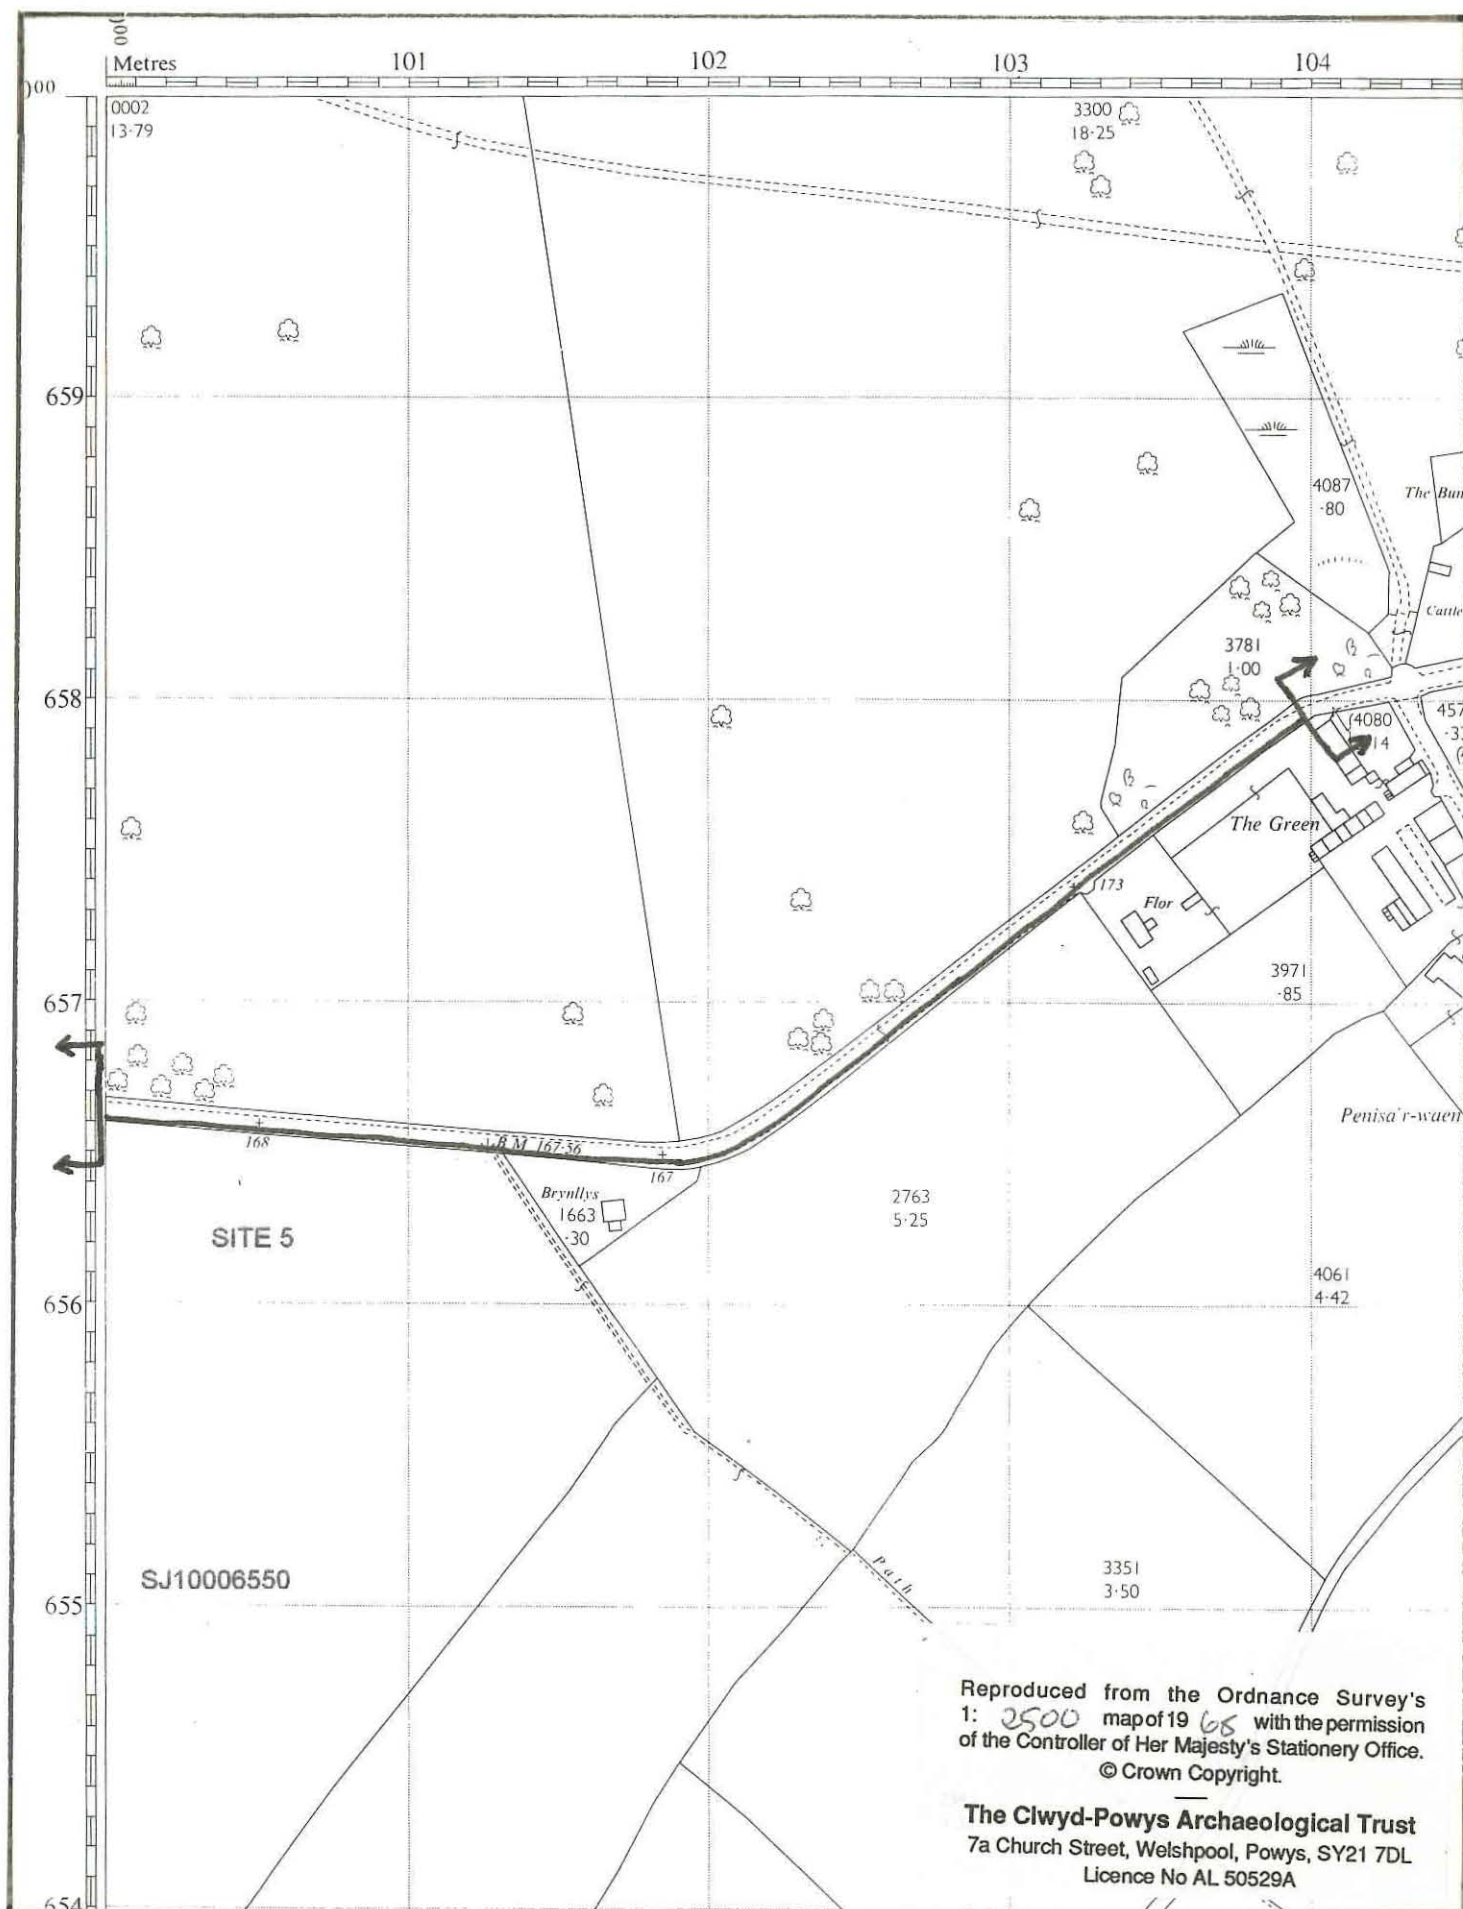 Metres
101
102
103
104
000
0002
13·79
3300
18·25
659
4087
·80
The Bun
Cattle
3781
1·00
658
4080
·14
457
The Green
173
Flor
657
3971
·85
Penisa'r-waen
168
B M 167·56
167
Brynllys
1663
·30
2763
5·25
SITE 5
4061
4·42
656
Path
3351
3·50
SJ10006550
655
Reproduced from the Ordnance Survey's
1: 2500 map of 19 68 with the permission
of the Controller of Her Majesty's Stationery Office.
© Crown Copyright.
The Clwyd-Powys Archaeological Trust
7a Church Street, Welshpool, Powys, SY21 7DL
Licence No AL 50529A
654